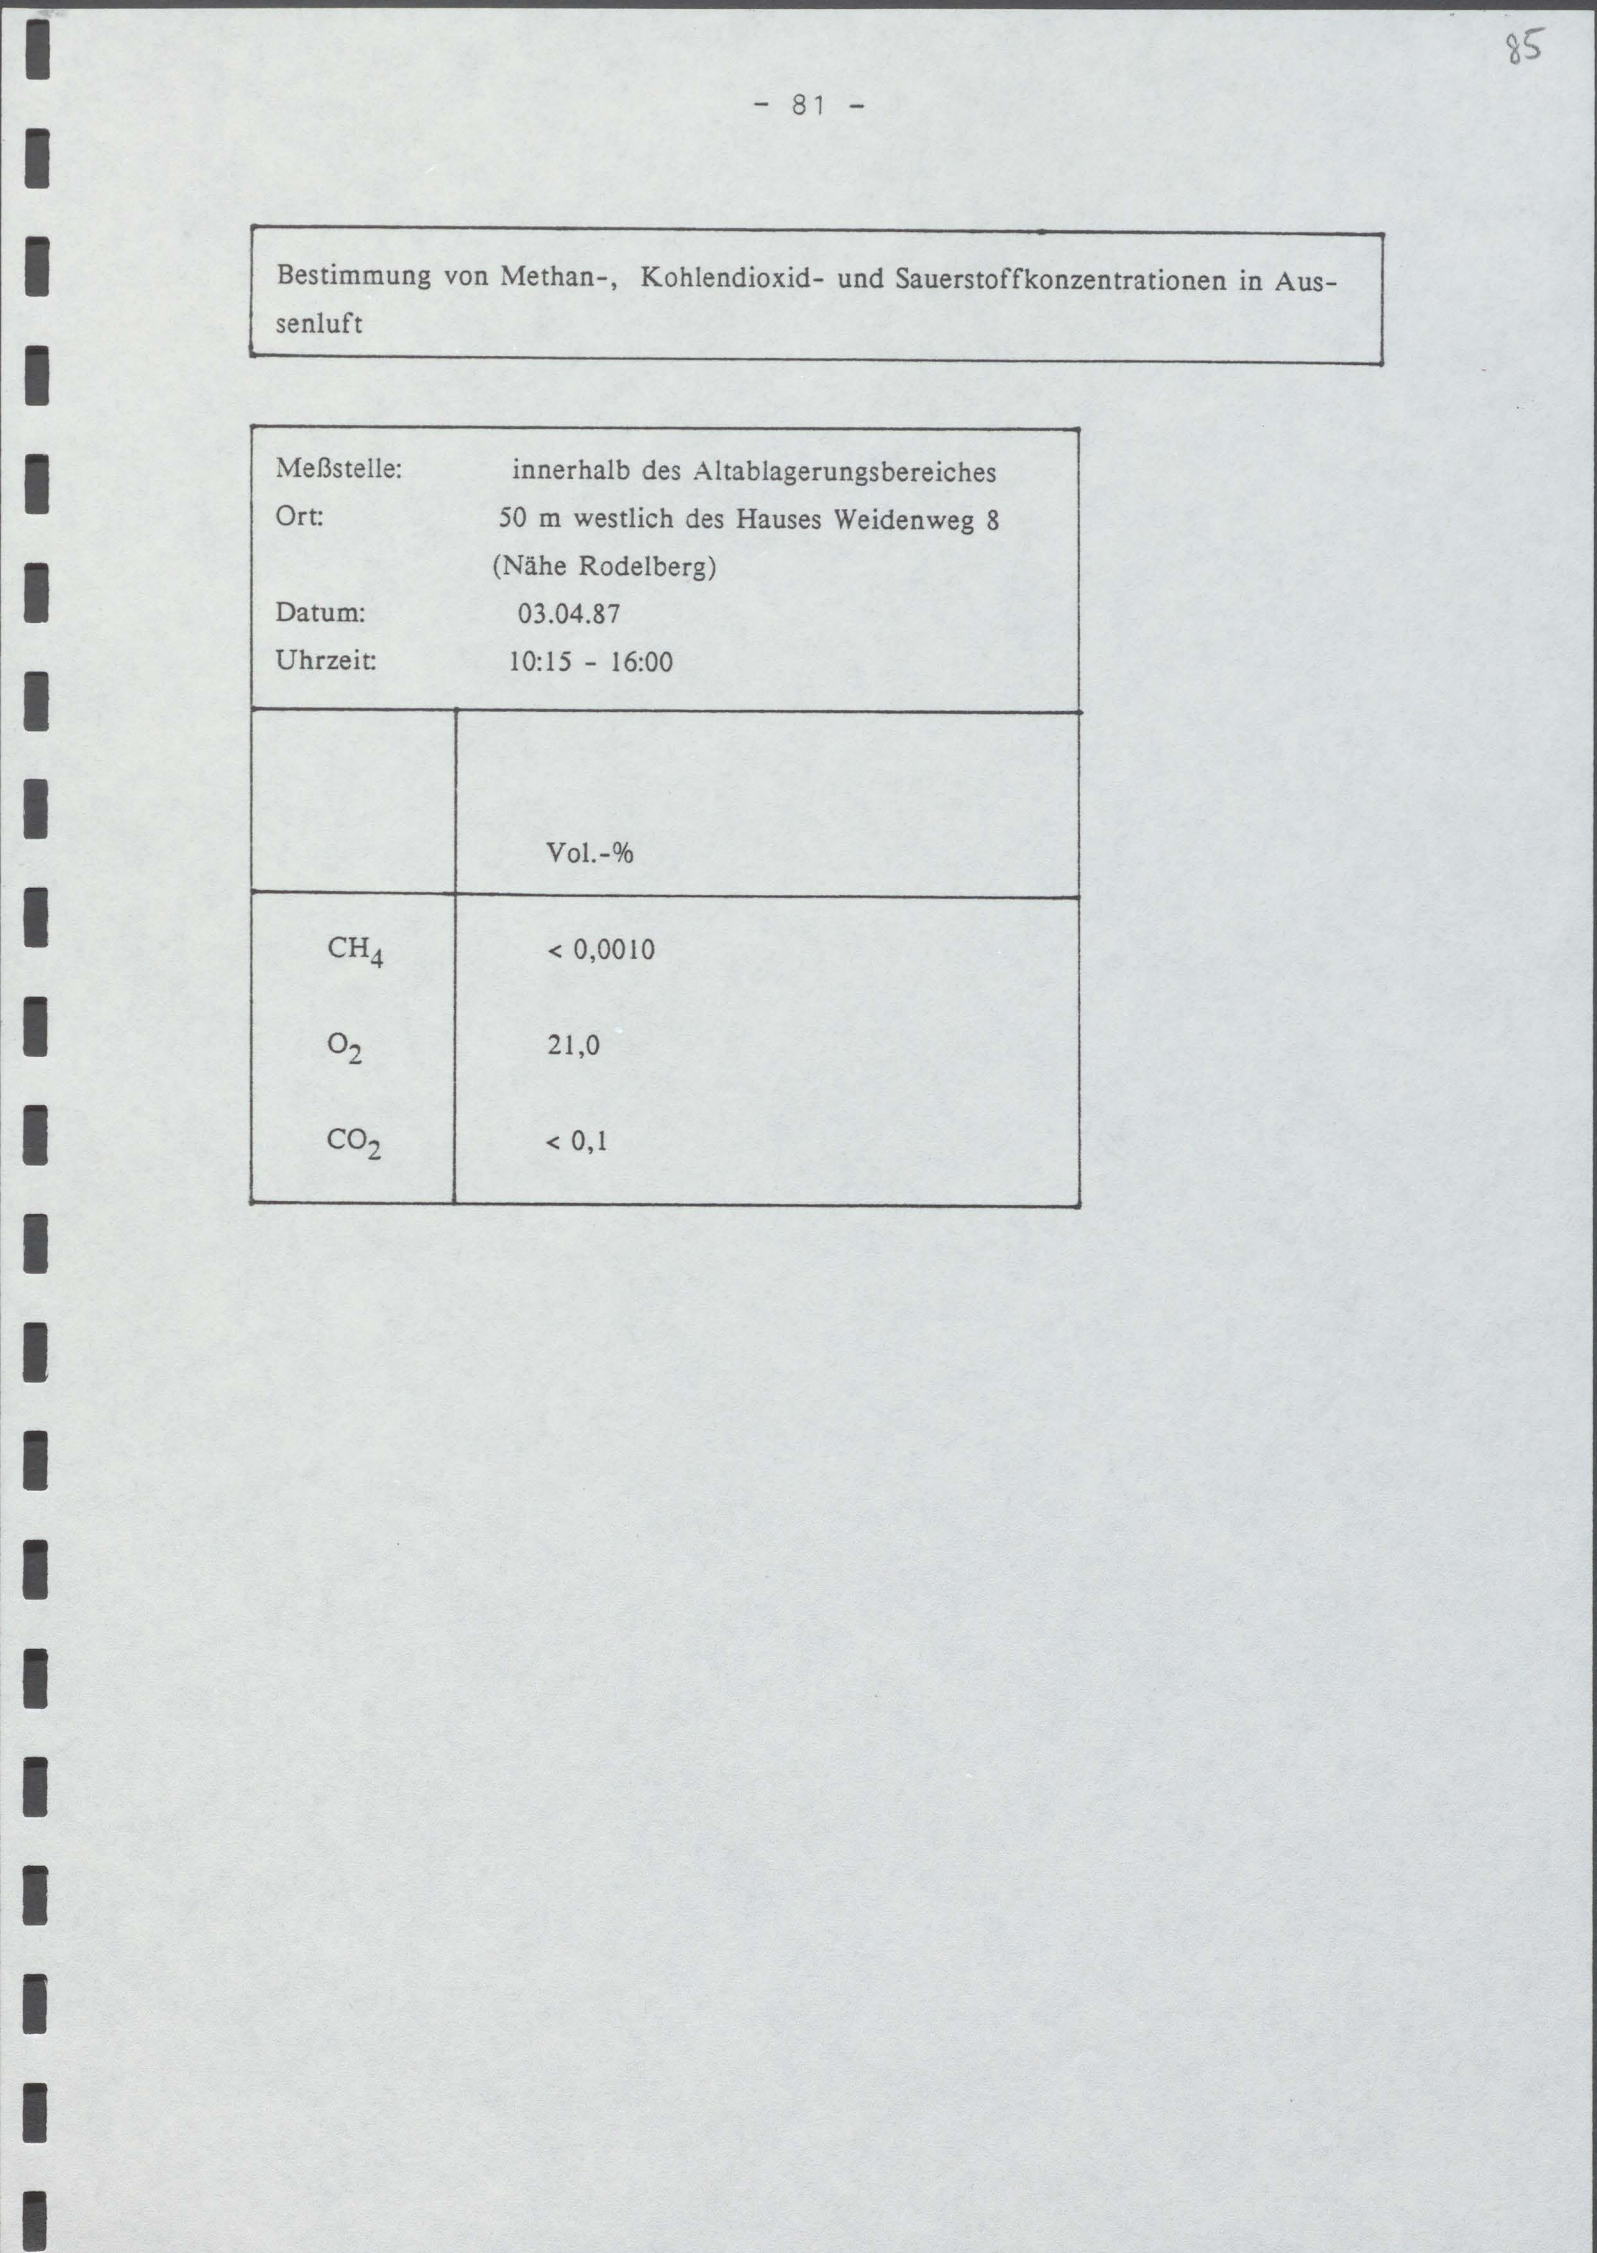 85
- 81 -
Bestimmung von Methan-, Kohlendioxid- und Sauerstoffkonzentrationen in Aus-
senluft
Meßstelle: innerhalb des Altablagerungsbereiches
Ort: 50 m westlich des Hauses Weidenweg 8
(Nähe Rodelberg)
Datum: 03.04.87
Uhrzeit: 10:15 - 16:00
Vol.-%
CH4 < 0,0010
O2 21,0
CO2 < 0,1